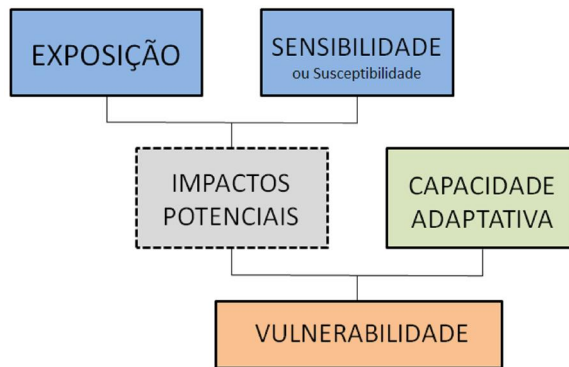 EXPOSIÇÃO
SENSIBILIDADE
ou Susceptibilidade
IMPACTOS
POTENCIAIS
CAPACIDADE
ADAPTATIVA
VULNERABILIDADE